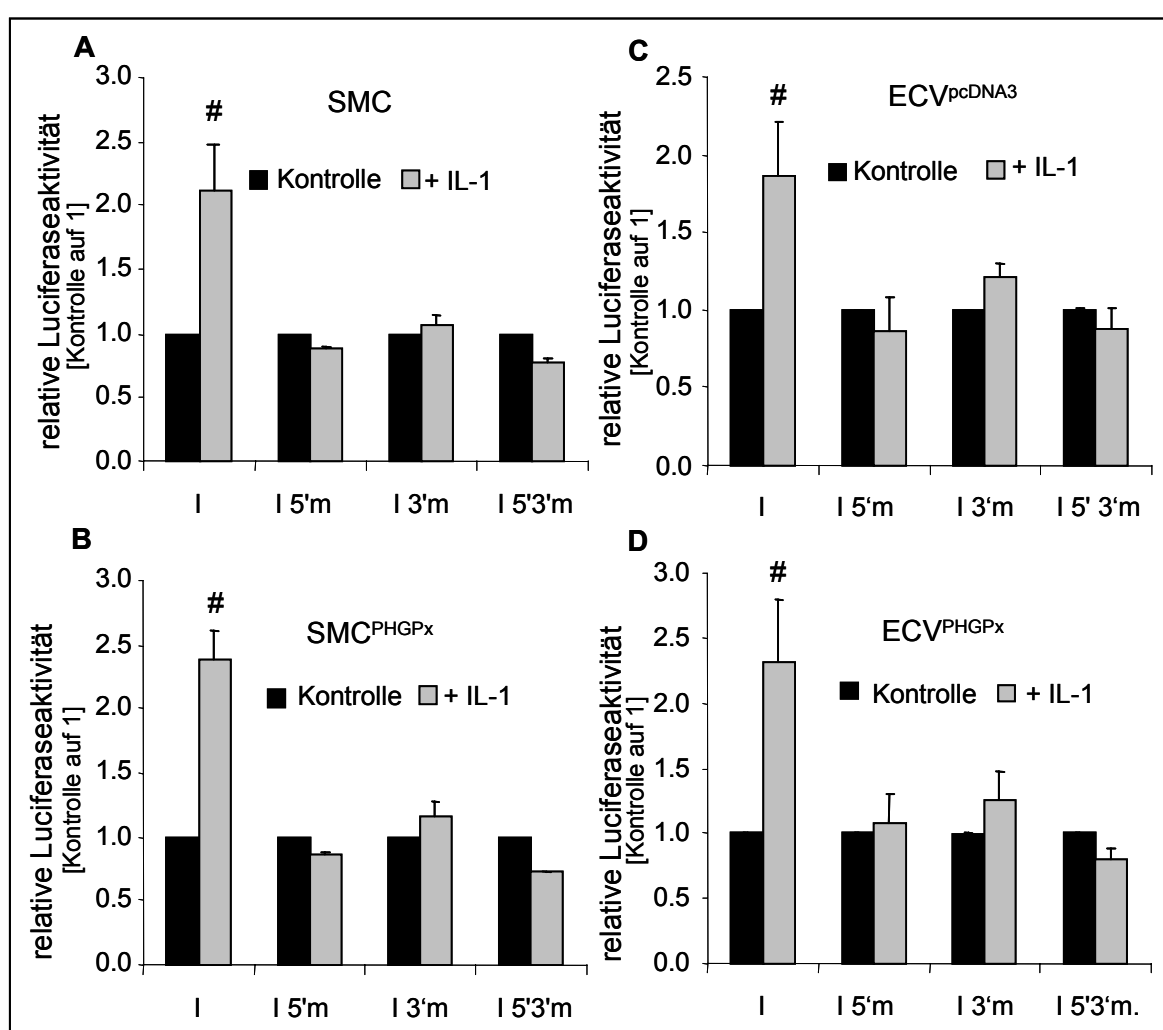 A
SMC
#
Kontrolle + IL-1
relative Luciferaseaktivität
[Kontrolle auf 1]
3.0
2.5
2.0
1.5
1.0
0.5
0.0
I I 5'm I 3'm I 5'3'm
C
ECVpcDNA3
#
Kontrolle + IL-1
relative Luciferaseaktivität
[Kontrolle auf 1]
2.5
2.0
1.5
1.0
0.5
0.0
I I 5‘m I 3‘m I 5' 3‘m
B
SMCPHGPx
#
Kontrolle + IL-1
relative Luciferaseaktivität
[Kontrolle auf 1]
3.0
2.5
2.0
1.5
1.0
0.5
0.0
I I 5'm I 3‘m I 5'3'm
D
ECVPHGPx
#
Kontrolle + IL-1
relative Luciferaseaktivität
[Kontrolle auf 1]
3.0
2.5
2.0
1.5
1.0
0.5
0.0
I I 5‘m I 3‘m I 5'3‘m.